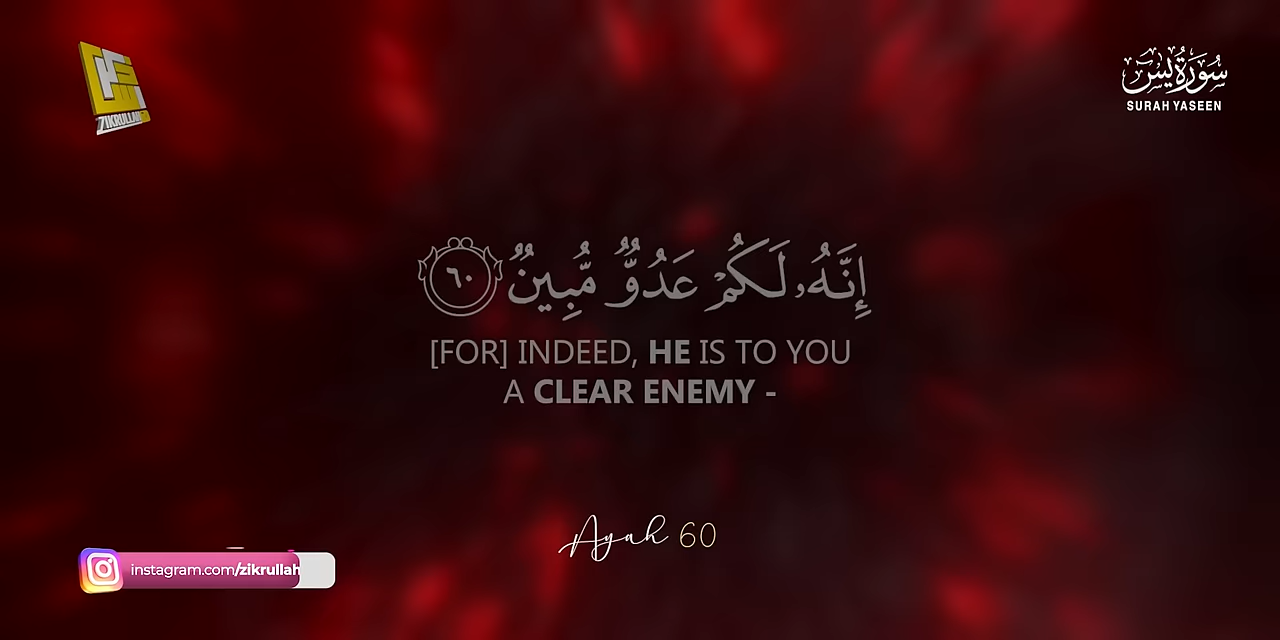 ZIKRULLAH
سُورَةُ يٰسٓ
SURAH YASEEN
إِنَّهُۥ لَكُمْ عَدُوٌّ مُّبِينٌ ٦٠
[FOR] INDEED, HE IS TO YOU
A CLEAR ENEMY -
Ayah 60
instagram.com/zikrullah